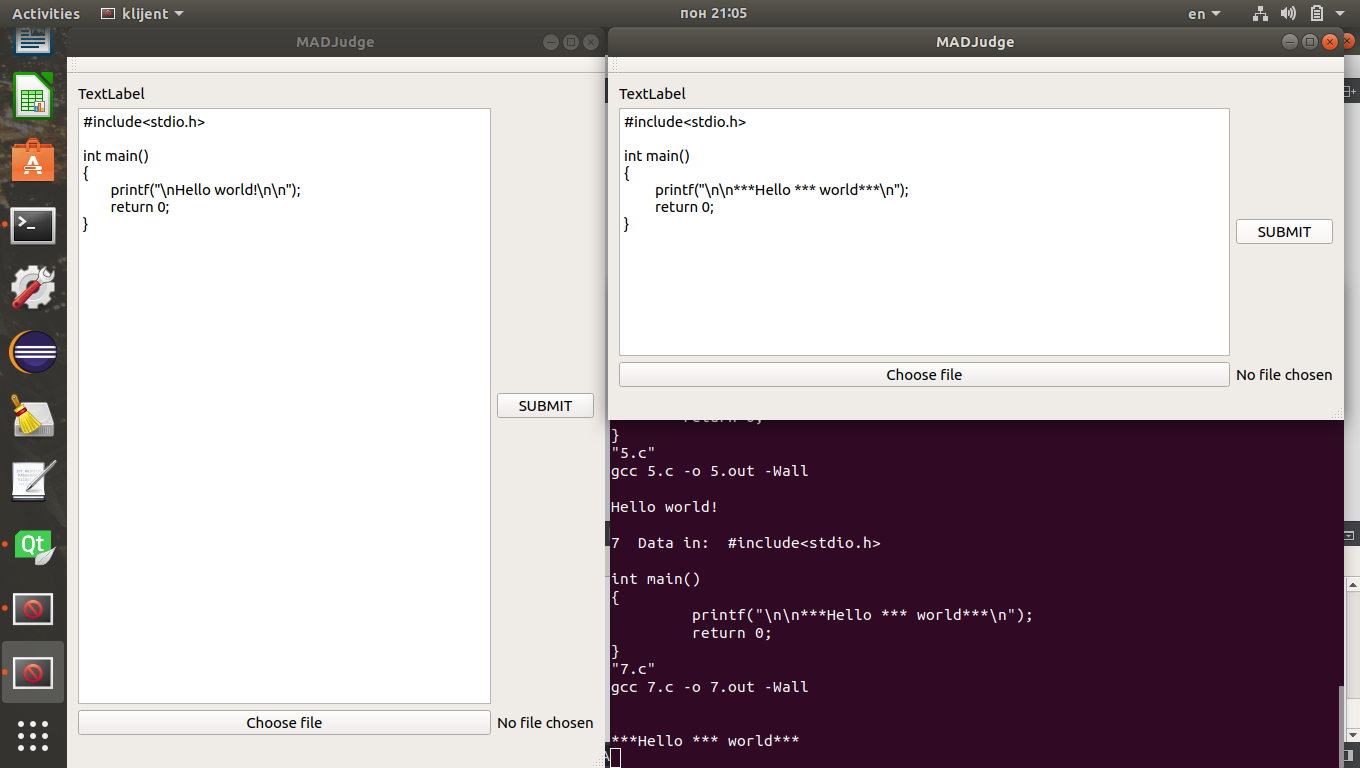 Activities
klijent
пон 21:05
en
MADJudge
TextLabel
#include<stdio.h>
int main()
{
printf("\nHello world!\n\n");
return 0;
}
SUBMIT
Choose file
No file chosen
MADJudge
TextLabel
#include<stdio.h>
int main()
{
printf("\n\n***Hello *** world***\n");
return 0;
}
SUBMIT
Choose file
No file chosen
}
"5.c"
gcc 5.c -o 5.out -Wall
Hello world!
7  Data in:  #include<stdio.h>
int main()
{
printf("\n\n***Hello *** world***\n");
return 0;
}
"7.c"
gcc 7.c -o 7.out -Wall
***Hello *** world***
Qt